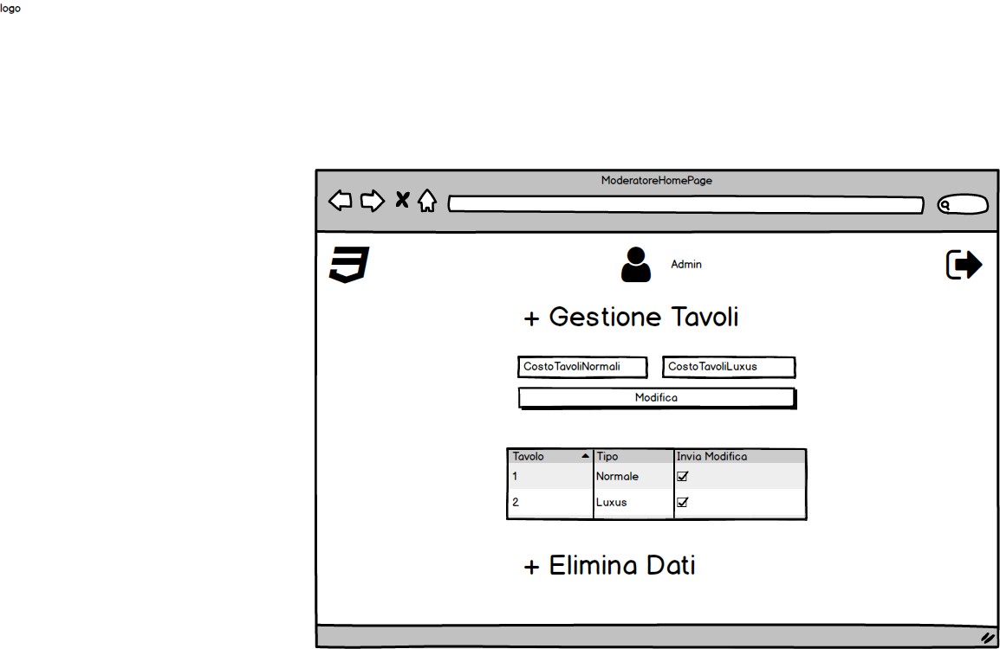 logo
ModeratoreHomePage
Admin
+ Gestione Tavoli
CostoTavoliNormali CostoTavoliLuxus
Modifica
Tavolo Tipo Invia Modifica
1 Normale
2 Luxus
+ Elimina Dati